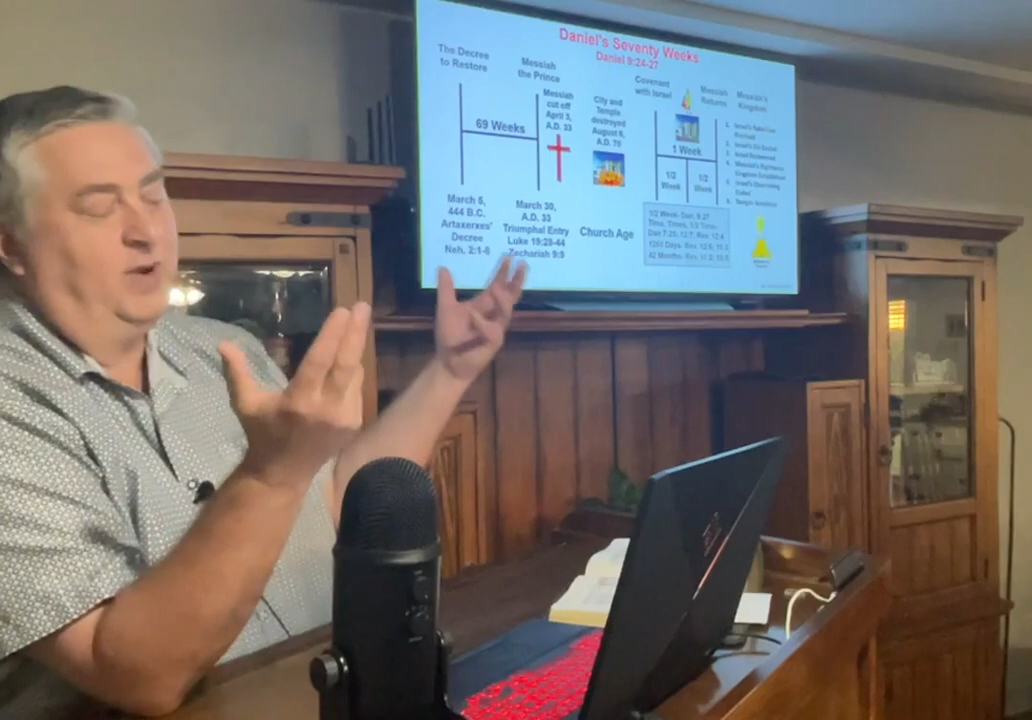 Daniel's Seventy Weeks
Daniel 9:24-27
The Decree
to Restore
Messiah
the Prince
Messiah
cut off
April 3,
A.D. 33
City and
Temple
destroyed
August 6,
A.D. 70
Covenant
with Israel
Messiah
Returns
Messiah's
Kingdom
69 Weeks
1 Week
1/2
Week
1/2
Week
March 5,
444 B.C.
Artaxerxes'
Decree
Neh. 2:1-8
March 30,
A.D. 33
Triumphal Entry
Luke 19:28-44
Zechariah 9:9
Church Age
1/2 Week- Dan. 9:27
Time, Times, 1/2 Time-
Dan 7:25, 12:7, Rev. 12:4
1260 Days- Rev. 12:6, 11:3
42 Months- Rev. 11:2, 13:5